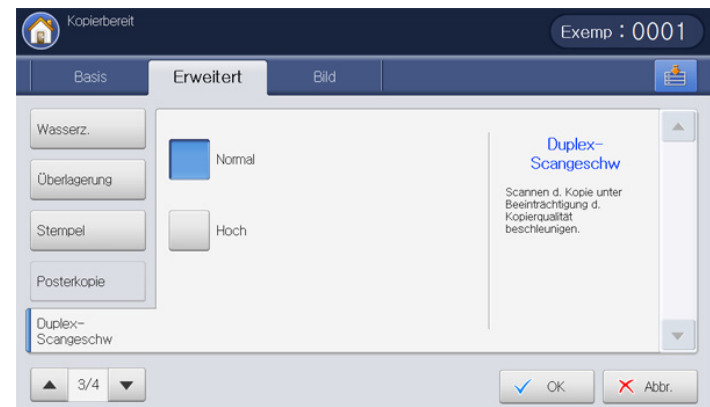 Kopierbereit
Exemp : 0001
Basis
Erweitert
Bild
Wasserz.
Überlagerung
Stempel
Posterkopie
Duplex-
Scangeschw
3/4
Normal
Hoch
Duplex-
Scangeschw
Scannen d. Kopie unter
Beeinträchtigung d.
Kopierqualität
beschleunigen.
OK
Abbr.